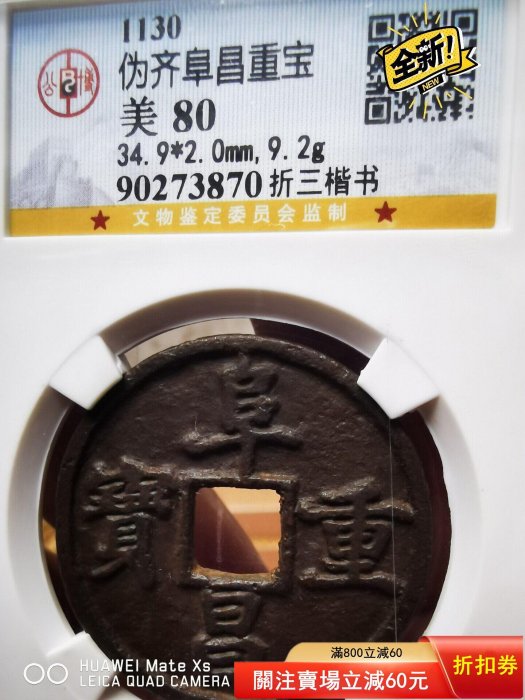 1130
伪齐阜昌重宝
美 80
34.9*2.0mm, 9.2g
90273870 折三楷书
★ 文物鉴定委员会监制 ★
公博
全新!
NEW
阜
寶 重
昌
HUAWEI Mate Xs
LEICA QUAD CAMERA
滿800立減60
關注賣場立減60元
折扣券